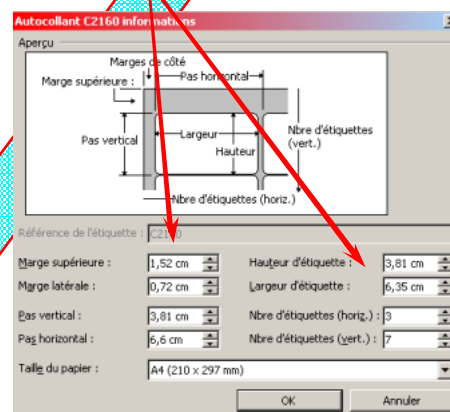 Autocollant C2160 informations
Aperçu
Marges de côté
Marge supérieure :
Pas horizontal
Pas vertical
Largeur
Hauteur
Nbre d'étiquettes
(vert.)
Nbre d'étiquettes (horiz.)
Référence de l'étiquette : C2160
Marge supérieure : 1,52 cm Hauteur d'étiquette : 3,81 cm
Marge latérale : 0,72 cm Largeur d'étiquette : 6,35 cm
Pas vertical : 3,81 cm Nbre d'étiquettes (horiz.) : 3
Pas horizontal : 6,6 cm Nbre d'étiquettes (vert.) : 7
Taille du papier : A4 (210 x 297 mm)
OK Annuler